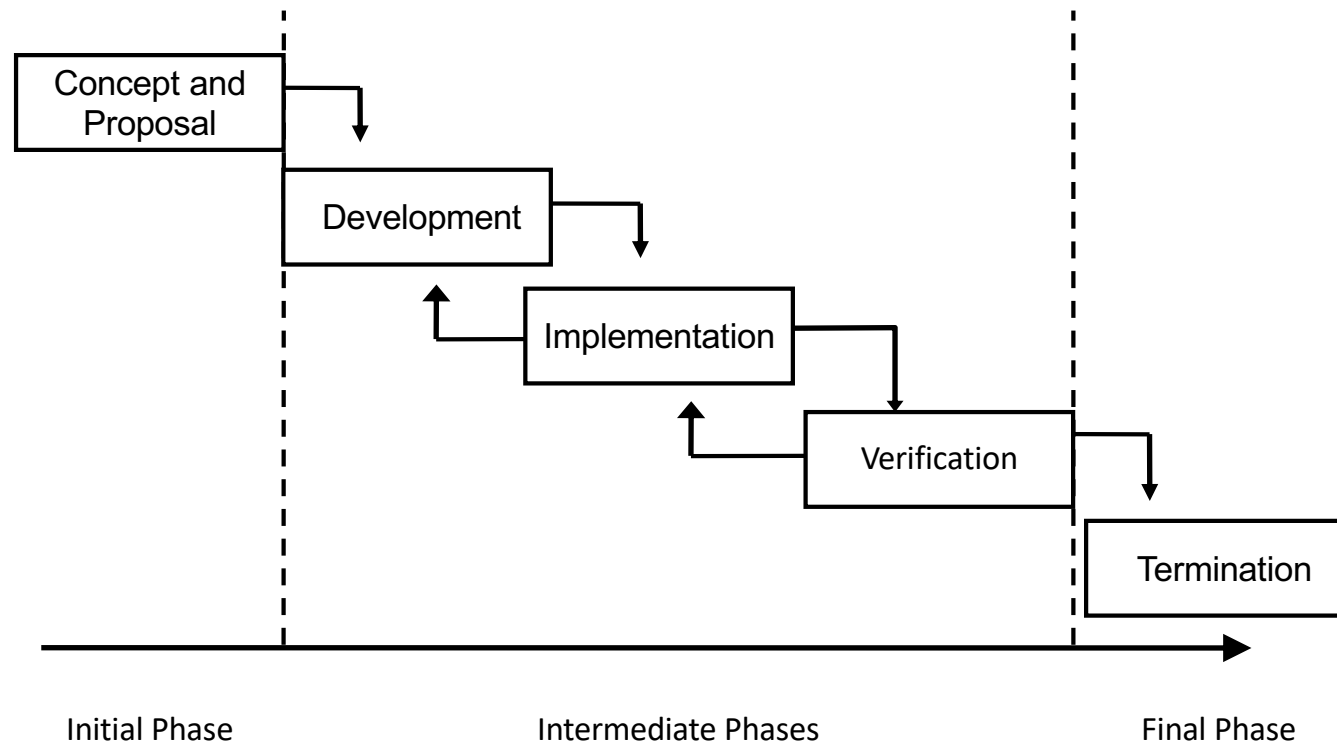 Concept and
Proposal
Development
Implementation
Verification
Termination
Initial Phase
Intermediate Phases
Final Phase